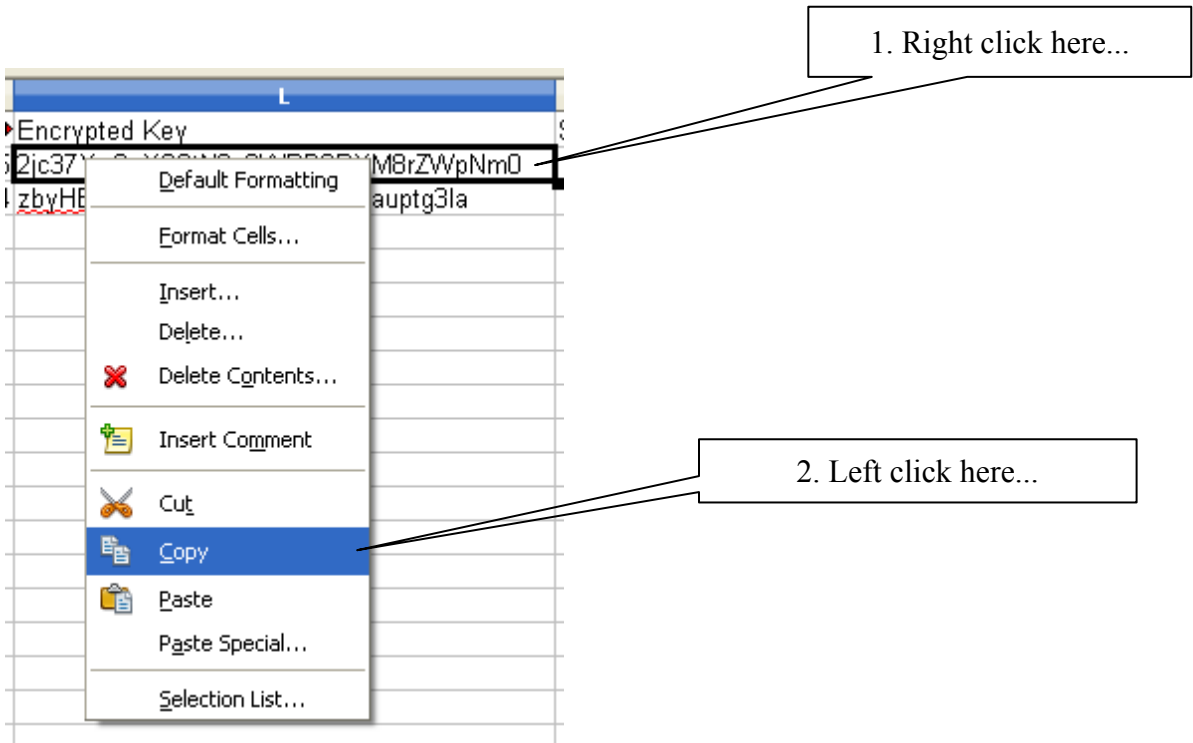 1. Right click here...
L
Encrypted Key
2jc37 M8rZWpNm0
zbyHE auptg3la
Default Formatting
Format Cells...
Insert...
Delete...
Delete Contents...
Insert Comment
2. Left click here...
Cut
Copy
Paste
Paste Special...
Selection List...